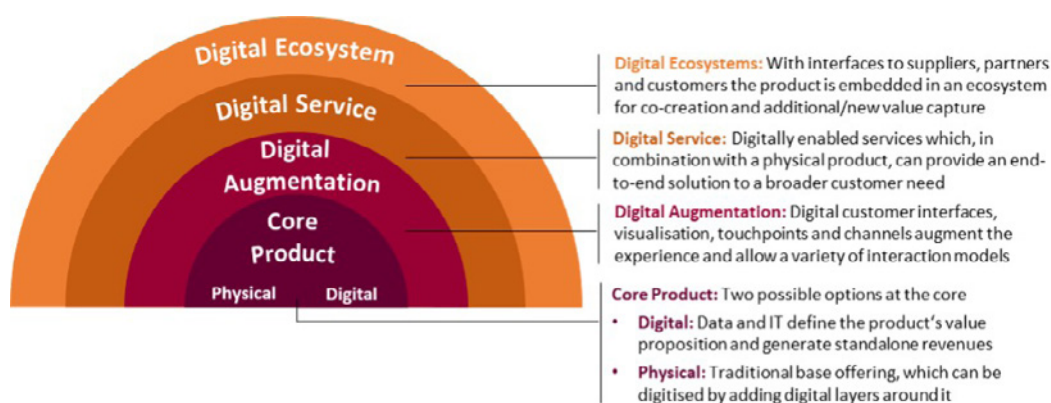 Digital Ecosystem
Digital Service
Digital
Augmentation
Core
Product
Physical
Digital
Digital Ecosystems: With interfaces to suppliers, partners
and customers the product is embedded in an ecosystem
for co-creation and additional/new value capture
Digital Service: Digitally enabled services which, in
combination with a physical product, can provide an end-
to-end solution to a broader customer need
Digital Augmentation: Digital customer interfaces,
visualisation, touchpoints and channels augment the
experience and allow a variety of interaction models
Core Product: Two possible options at the core
• Digital: Data and IT define the product's value
proposition and generate standalone revenues
• Physical: Traditional base offering, which can be
digitised by adding digital layers around it